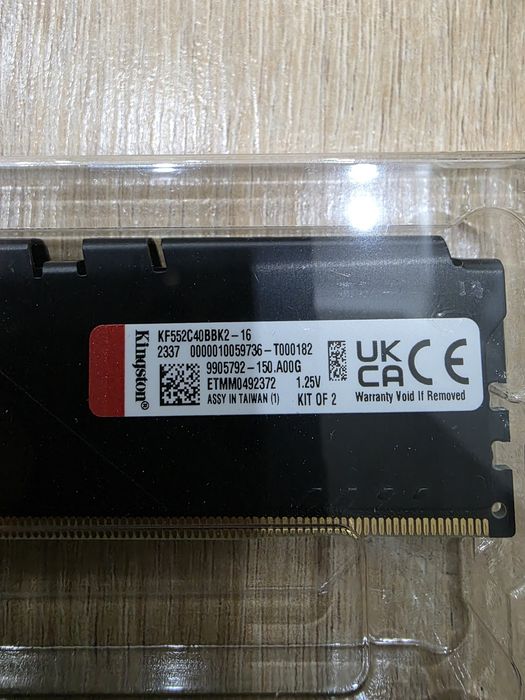 Kingston®
KF552C40BBK2-16
2337 0000010059736-T000182
9905792-150.A00G
ETMM0492372 1.25V
ASSY IN TAIWAN (1) KIT OF 2
UK
CA CE
Warranty Void If Removed